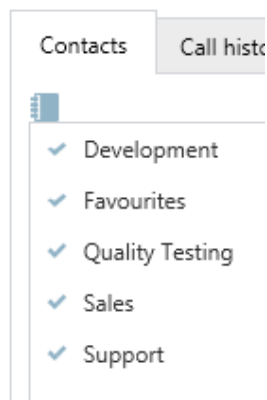 Contacts
Call histo
Development
Favourites
Quality Testing
Sales
Support